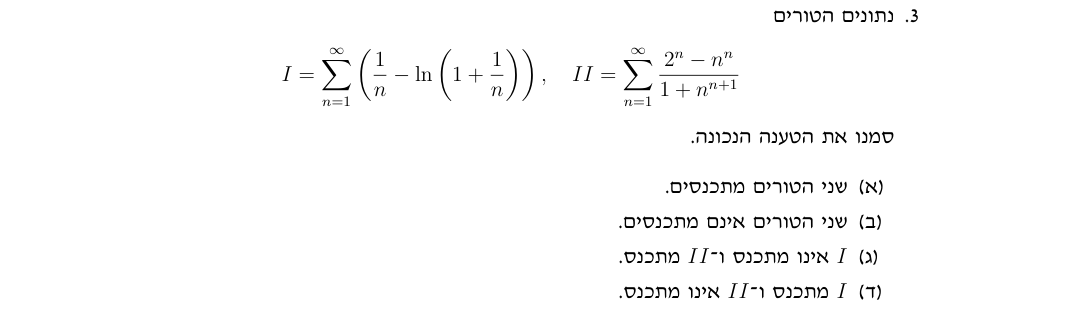 3. נתונים הטורים
$I = \sum_{n=1}^{\infty} \left( \frac{1}{n} - \ln \left( 1 + \frac{1}{n} \right) \right), \quad II = \sum_{n=1}^{\infty} \frac{2^n - n^n}{1 + n^{n+1}}$
סמנו את הטענה הנכונה.
(א) שני הטורים מתכנסים.
(ב) שני הטורים אינם מתכנסים.
(ג) I אינו מתכנס ו־II מתכנס.
(ד) I מתכנס ו־II אינו מתכנס.